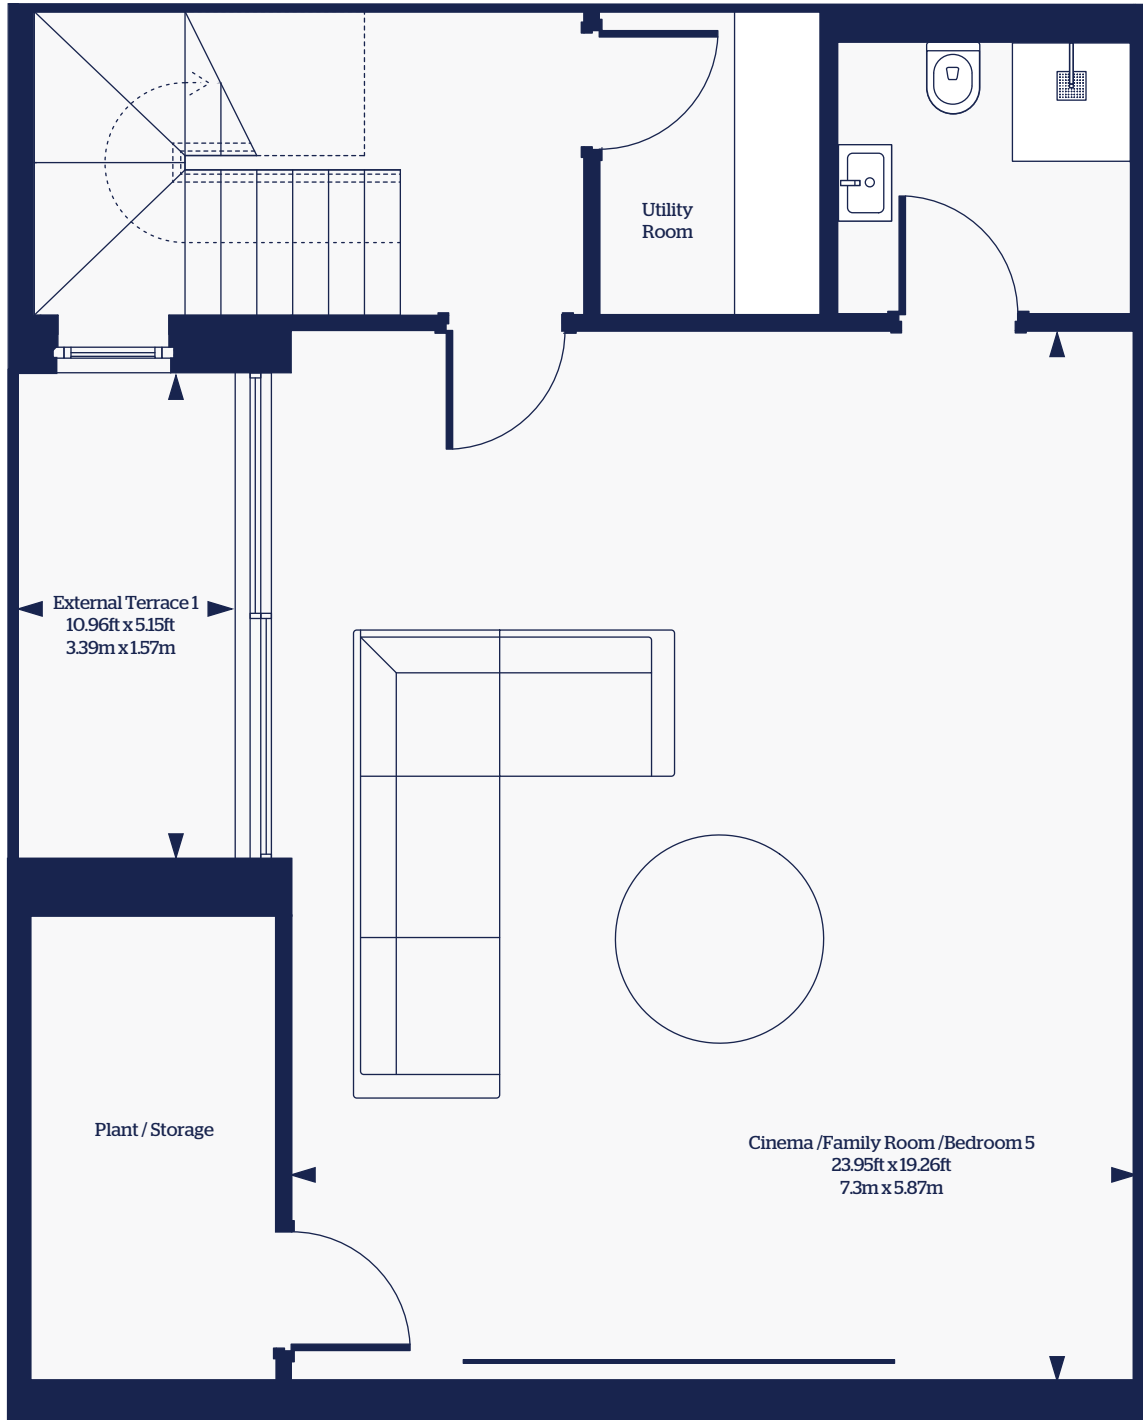 Utility
Room
External Terrace 1
10.96ft x 5.15ft
3.39m x 1.57m
Plant / Storage
Cinema /Family Room /Bedroom 5
23.95ft x 19.26ft
7.3m x 5.87m